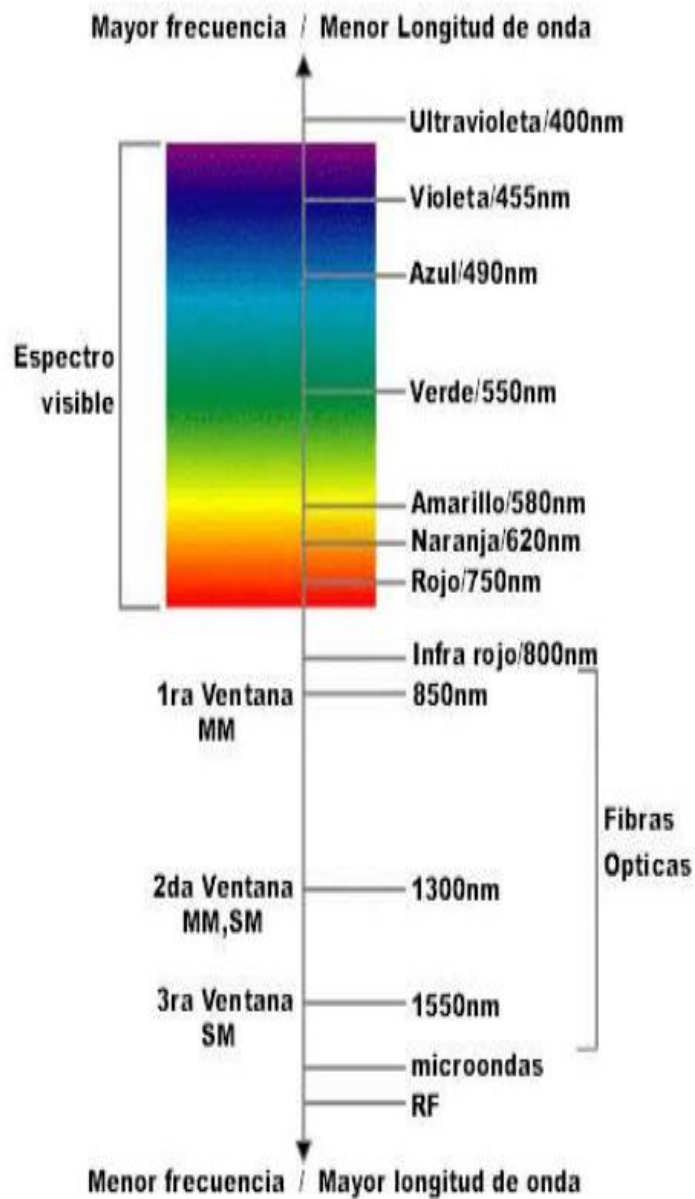 Mayor frecuencia / Menor Longitud de onda
Ultravioleta/400nm
Violeta/455nm
Azul/490nm
Espectro
visible
Verde/550nm
Amarillo/580nm
Naranja/620nm
Rojo/750nm
Infra rojo/800nm
1ra Ventana
MM
850nm
Fibras
Opticas
2da Ventana
MM,SM
1300nm
3ra Ventana
SM
1550nm
microondas
RF
Menor frecuencia / Mayor longitud de onda